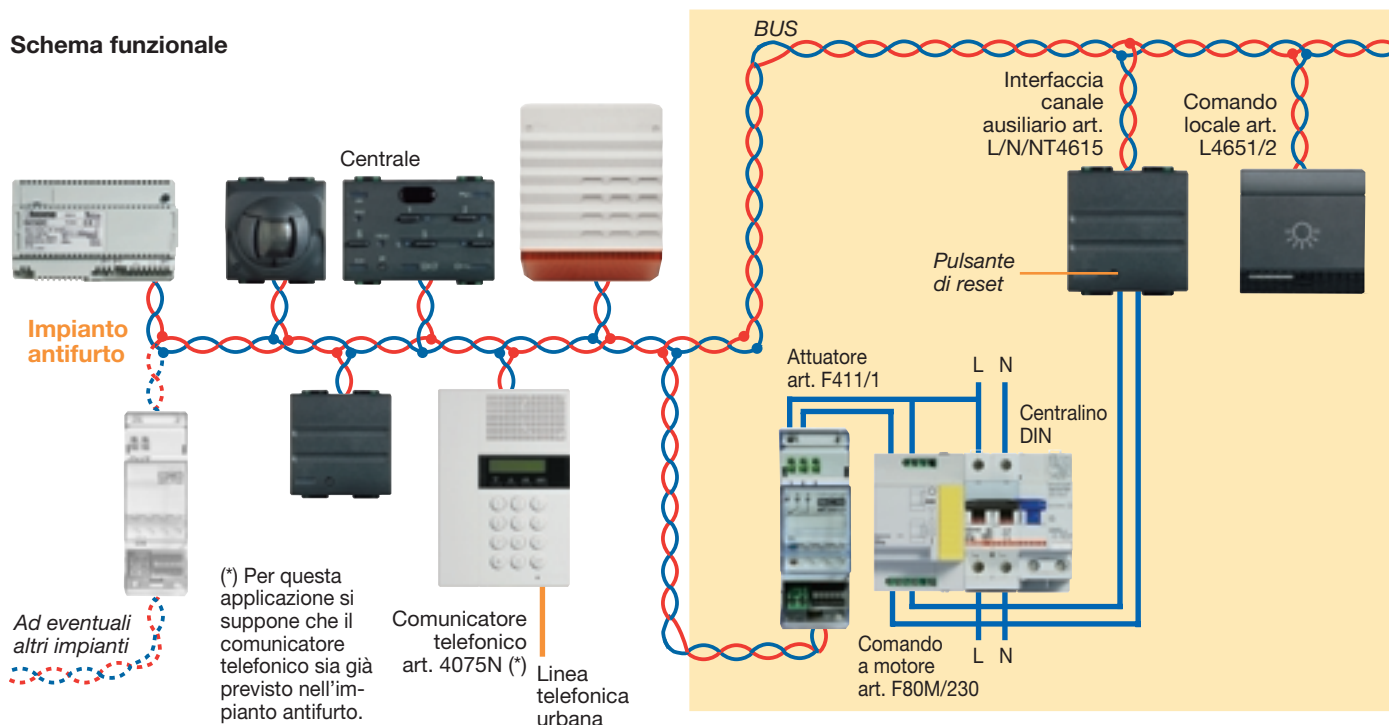 Schema funzionale
BUS
Interfaccia
canale
ausiliario art.
L/N/NT4615
Comando
locale art.
L4651/2
Centrale
Pulsante
di reset
Impianto
antifurto
Attuatore
art. F411/1
L N
Centralino
DIN
(*) Per questa
applicazione si
suppone che il
comunicatore
telefonico sia già
previsto nell'im-
pianto antifurto.
Ad eventuali
altri impianti
Comunicatore
telefonico
art. 4075N (*)
Linea
telefonica
urbana
Comando
a motore
art. F80M/230
L N